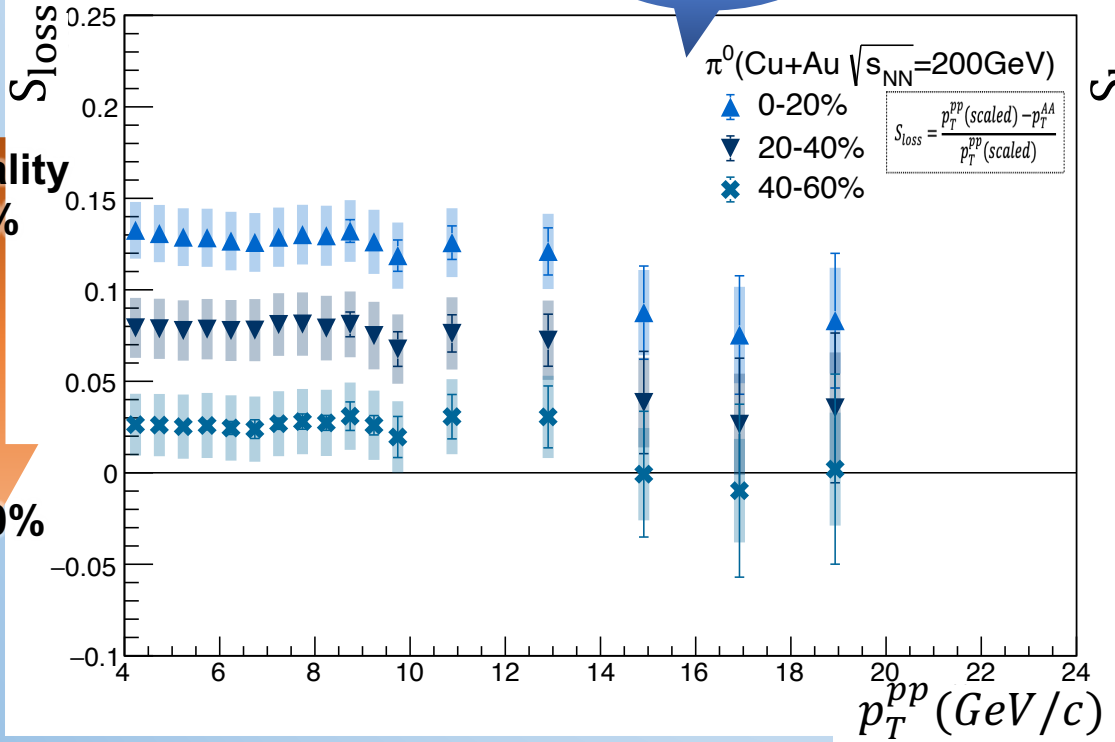 S_loss
0.25
0.2
0.15
0.1
0.05
0
−0.05
−0.1
π⁰(Cu+Au √s_NN=200GeV)
0-20%
20-40%
40-60%
S_loss = (p_T^pp(scaled) − p_T^AA) / p_T^pp(scaled)
4 6 8 10 12 14 16 18 20 22 24
p_T^pp (GeV/c)